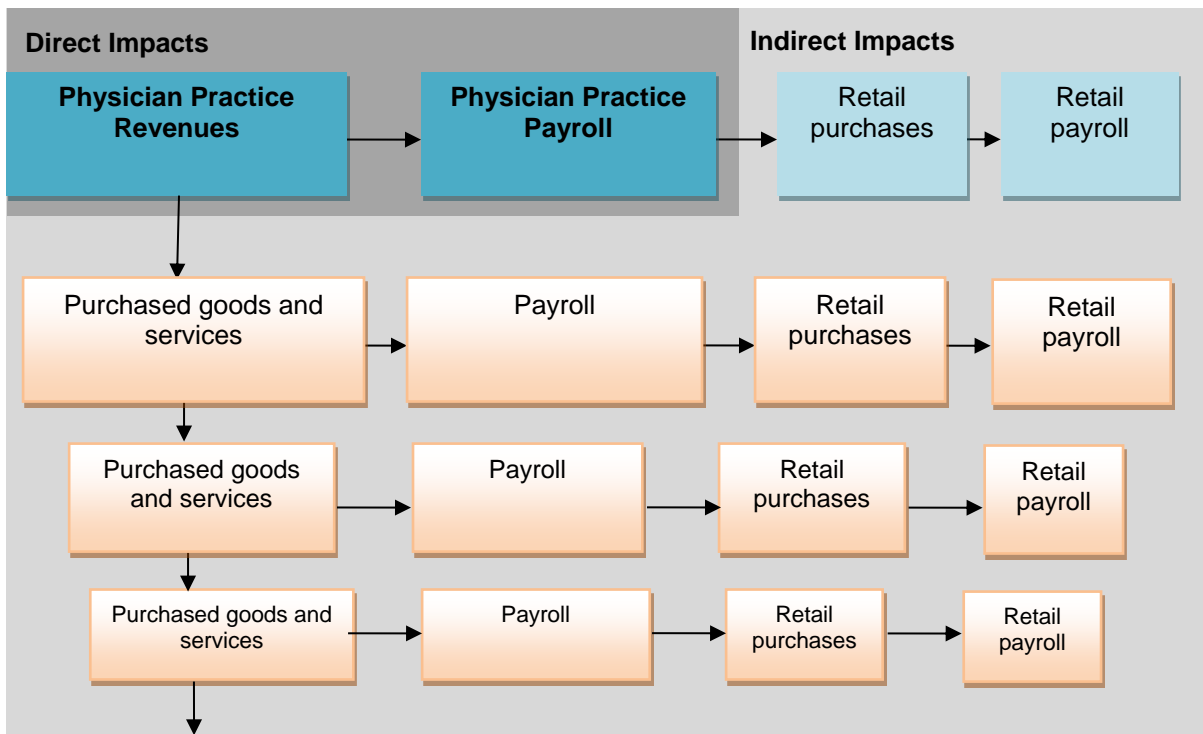 Direct Impacts
Indirect Impacts
Physician Practice
Revenues
Physician Practice
Payroll
Retail
purchases
Retail
payroll
Purchased goods and
services
Payroll
Retail
purchases
Retail
payroll
Purchased goods
and services
Payroll
Retail
purchases
Retail
payroll
Purchased goods and
services
Payroll
Retail
purchases
Retail
payroll